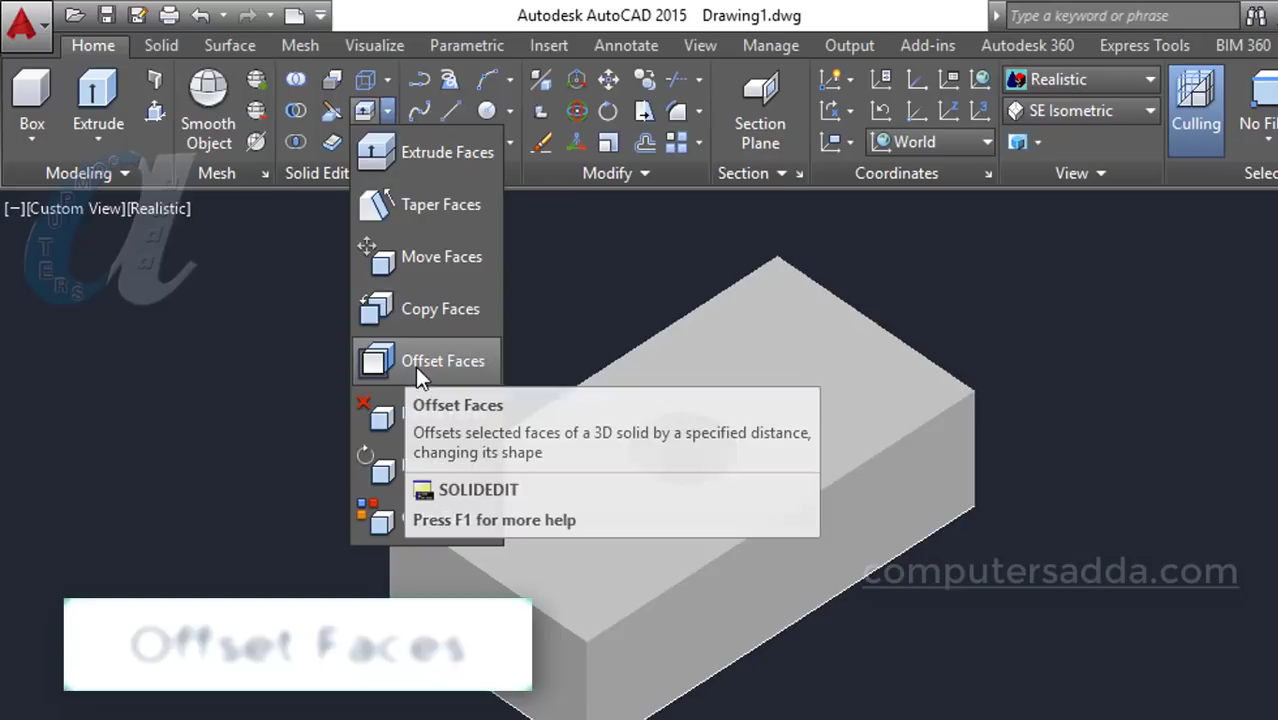 Autodesk AutoCAD 2015 Drawing1.dwg
Type a keyword or phrase
Home Solid Surface Mesh Visualize Parametric Insert Annotate View Manage Output Add-ins Autodesk 360 Express Tools BIM 360
Box
Extrude
Smooth
Object
Section
Plane
World
Realistic
SE Isometric
Culling
No
Modeling
Mesh
Solid
Modify
Section
Coordinates
View
[−][Custom View][Realistic]
Extrude Faces
Taper Faces
Move Faces
Copy Faces
Offset Faces
Offset Faces
Offsets selected faces of a 3D solid by a specified distance,
changing its shape
SOLIDEDIT
Press F1 for more help
computersadda.com
Offset Faces